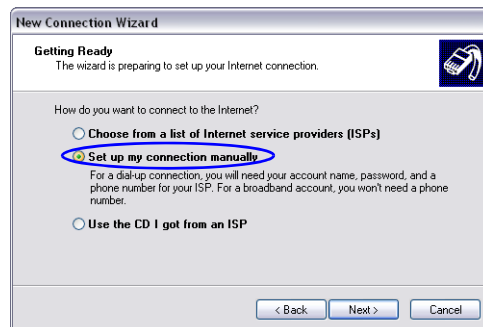 New Connection Wizard
Getting Ready
The wizard is preparing to set up your Internet connection.
How do you want to connect to the Internet?
Choose from a list of Internet service providers (ISPs)
Set up my connection manually
For a dial-up connection, you will need your account name, password, and a
phone number for your ISP. For a broadband account, you won't need a phone
number.
Use the CD I got from an ISP
< Back Next > Cancel